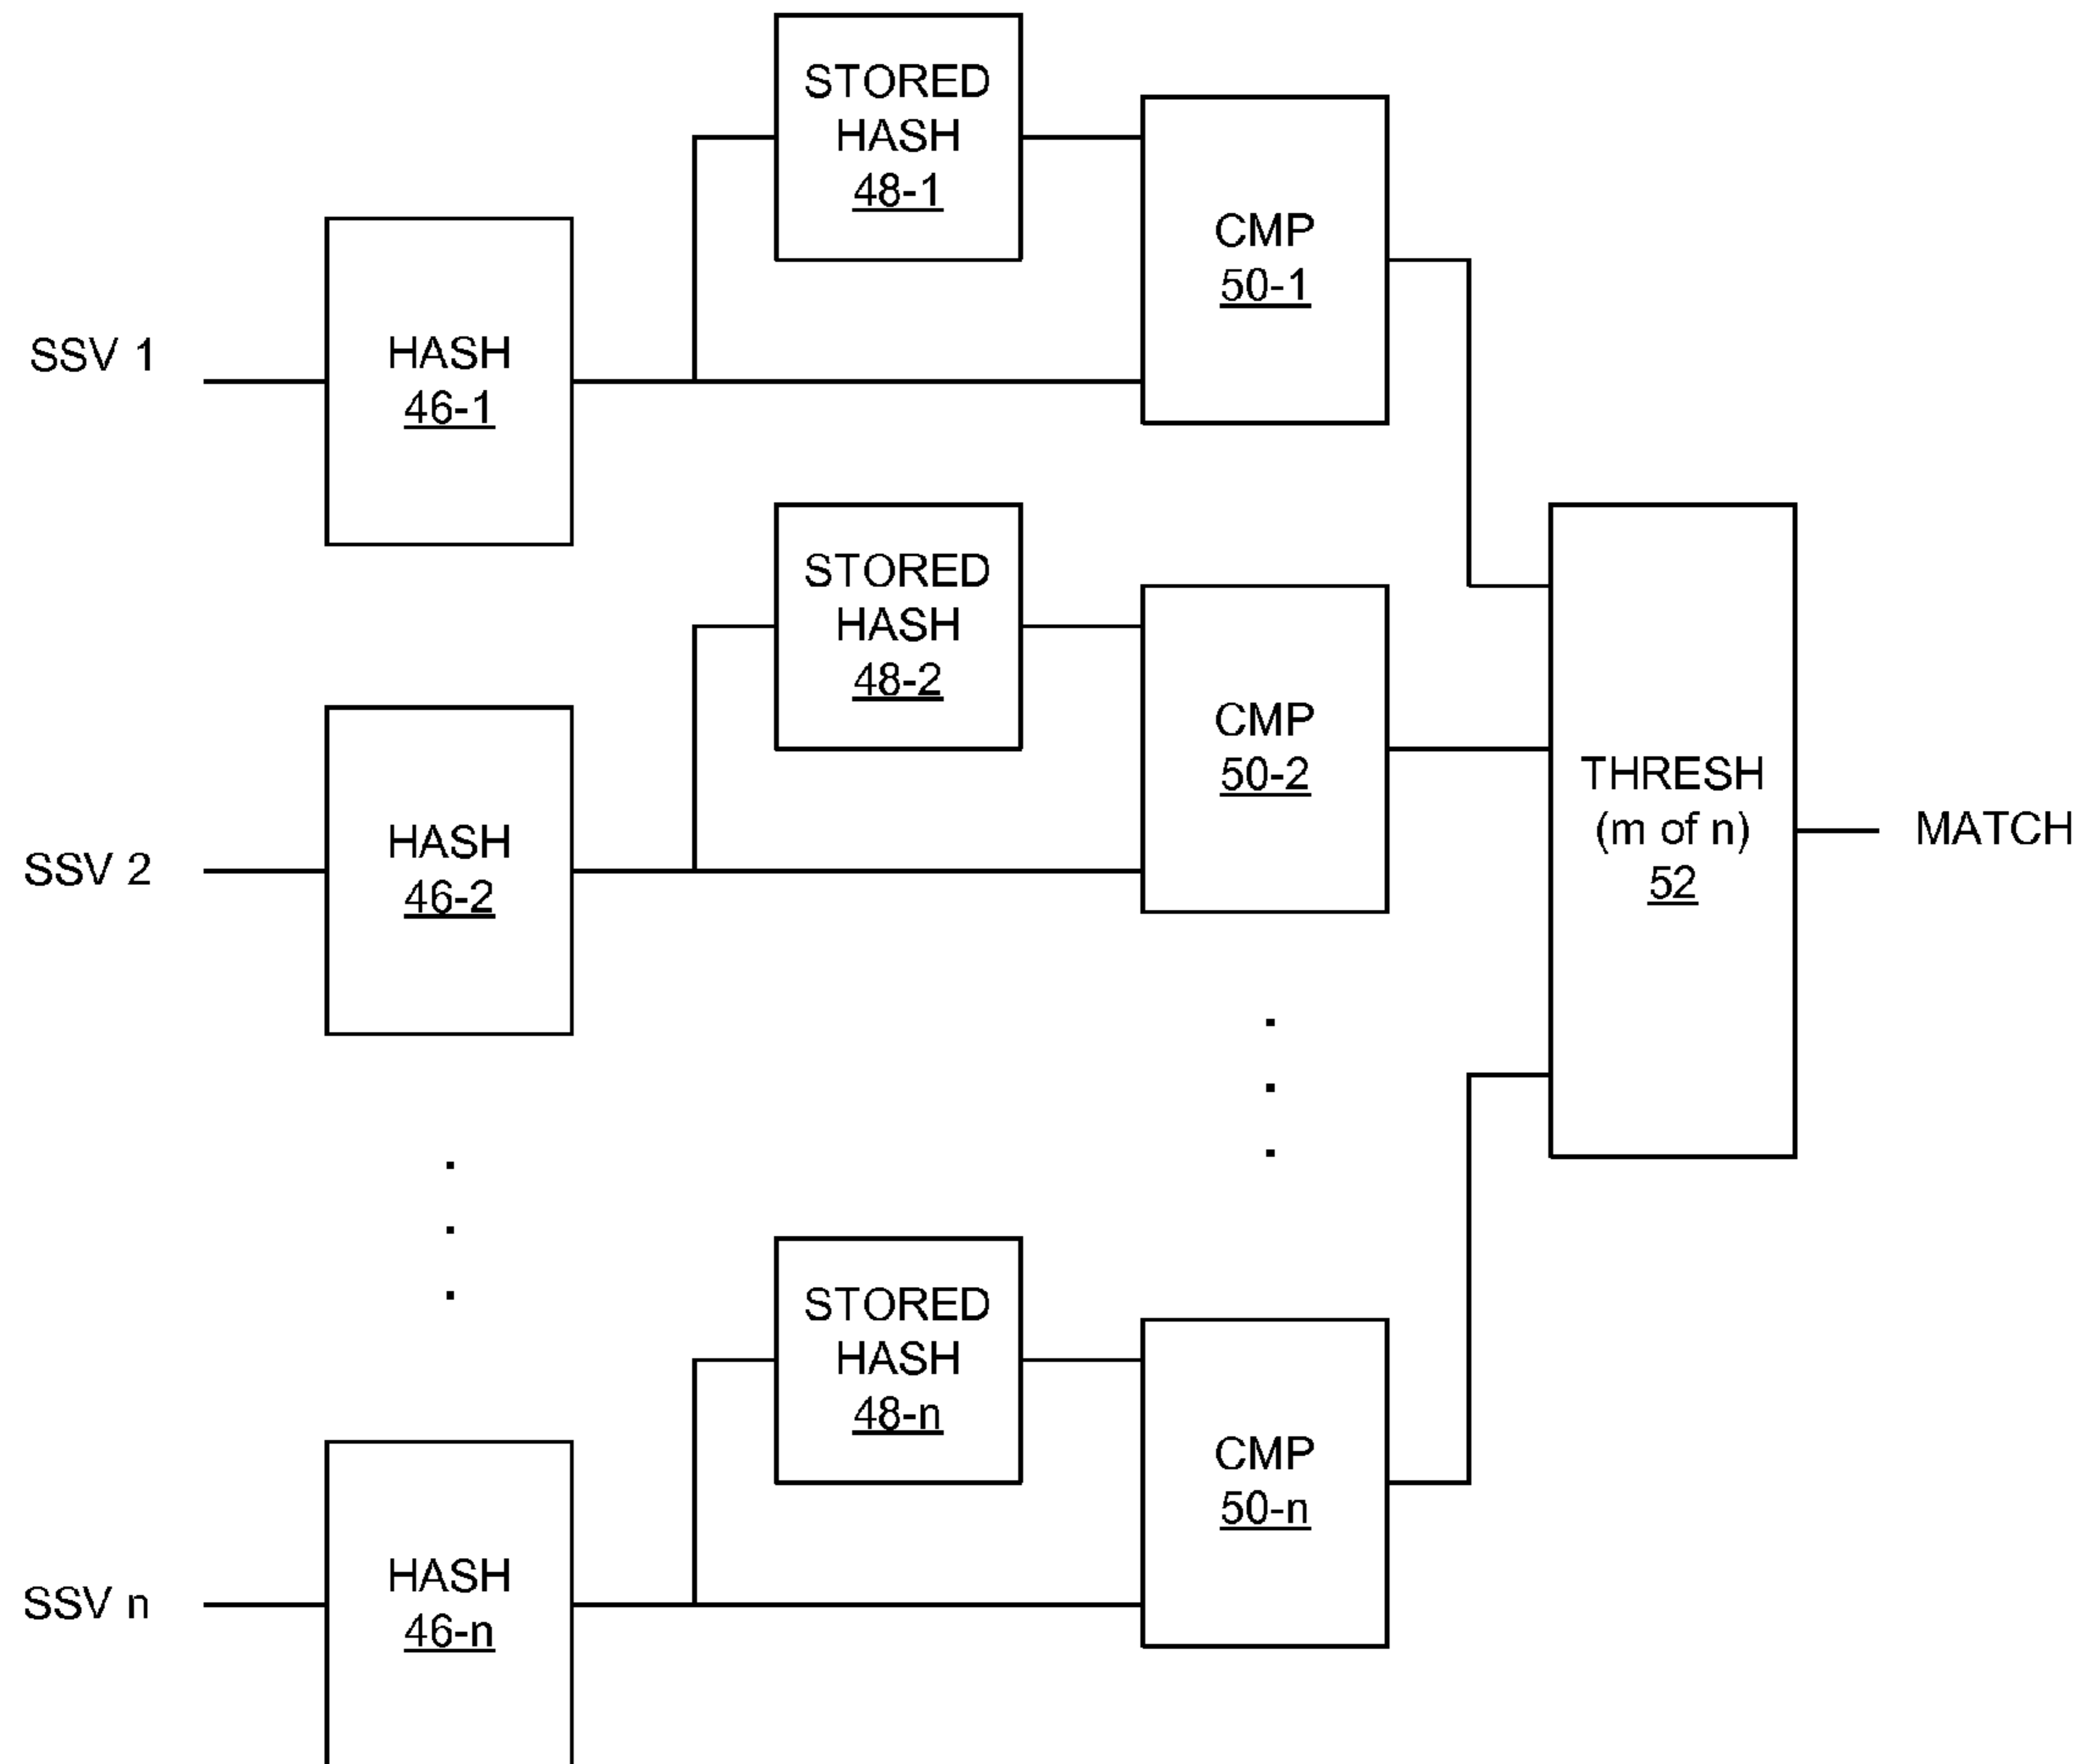 STORED
HASH
48-1
CMP
50-1
SSV 1
HASH
46-1
STORED
HASH
48-2
CMP
50-2
THRESH
(m of n)
52
MATCH
SSV 2
HASH
46-2
STORED
HASH
48-n
CMP
50-n
SSV n
HASH
46-n